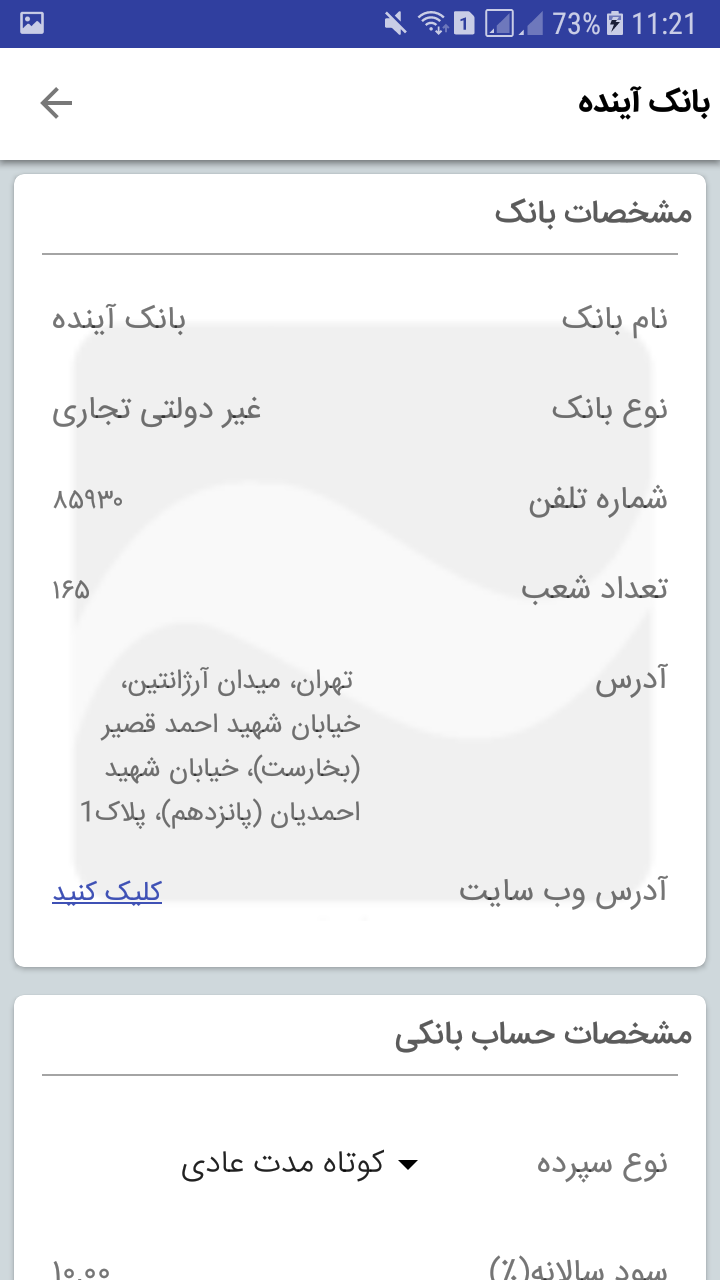 73% 11:21
بانک آینده
مشخصات بانک
نام بانک بانک آینده
نوع بانک غیر دولتی تجاری
شماره تلفن ۸۵۹۳۰
تعداد شعب ۱۶۵
آدرس تهران، میدان آرژانتین،
خیابان شهید احمد قصیر
(بخارست)، خیابان شهید
احمدیان (پانزدهم)، پلاک1
آدرس وب سایت کلیک کنید
مشخصات حساب بانکی
نوع سپرده کوتاه مدت عادی
سود سالانه(٪) ۱۰.۰۰